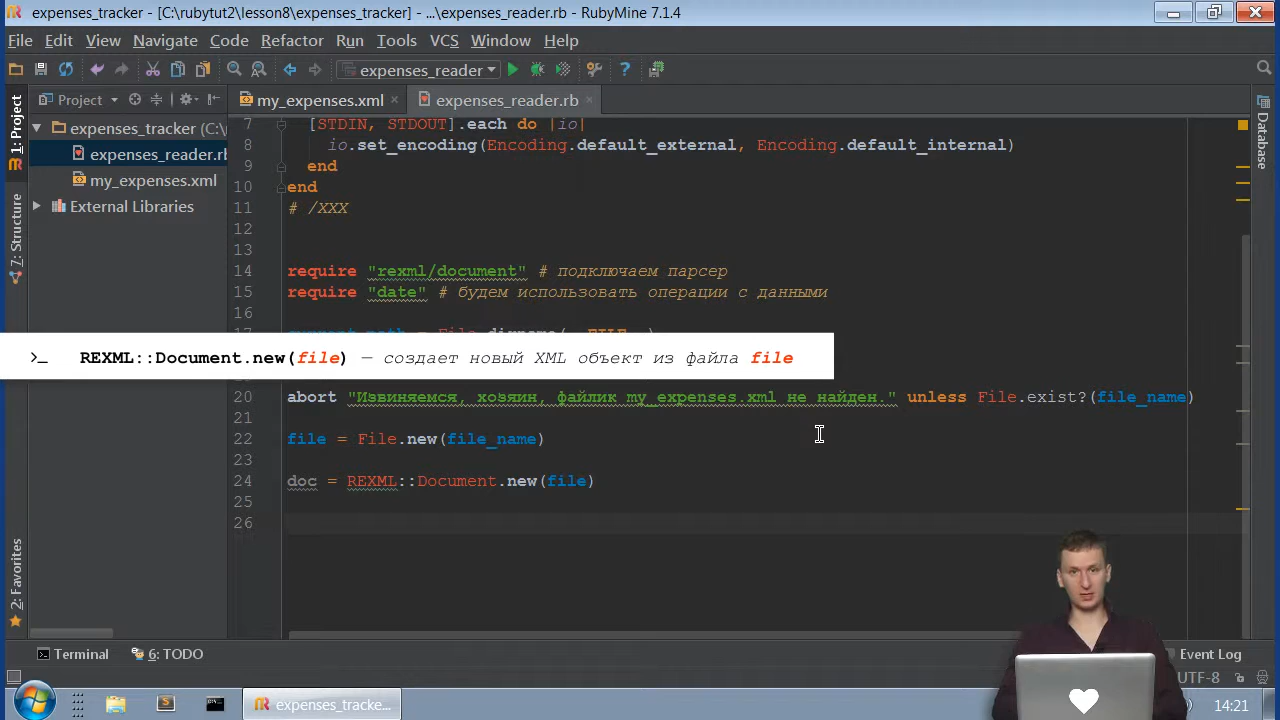 expenses_tracker - [C:\rubytut2\lesson8\expenses_tracker] - ...\expenses_reader.rb - RubyMine 7.1.4
File Edit View Navigate Code Refactor Run Tools VCS Window Help
expenses_reader
1: Project
7: Structure
2: Favorites
Project
my_expenses.xml
expenses_reader.rb
Database
expenses_tracker (C:\
expenses_reader.rb
my_expenses.xml
External Libraries
7 [STDIN, STDOUT].each do |io|
8 io.set_encoding(Encoding.default_external, Encoding.default_internal)
9 end
10 end
11 # /XXX
12
13
14 require "rexml/document" # подключаем парсер
15 require "date" # будем использовать операции с данными
16
>_ REXML::Document.new(file) — создает новый XML объект из файла file
20 abort "Извиняемся, хозяин, файлик my_expenses.xml не найден." unless File.exist?(file_name)
21
22 file = File.new(file_name)
23
24 doc = REXML::Document.new(file)
25
26
Terminal
6: TODO
Event Log
UTF-8
expenses_tracke...
14:21